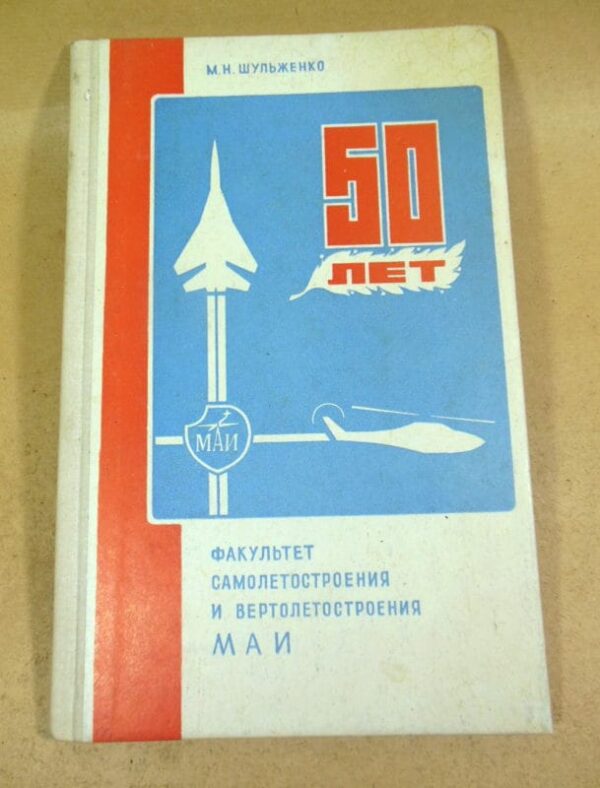 М.Н. ШУЛЬЖЕНКО
50
ЛЕТ
МАИ
ФАКУЛЬТЕТ
САМОЛЕТОСТРОЕНИЯ
И ВЕРТОЛЕТОСТРОЕНИЯ
МАИ